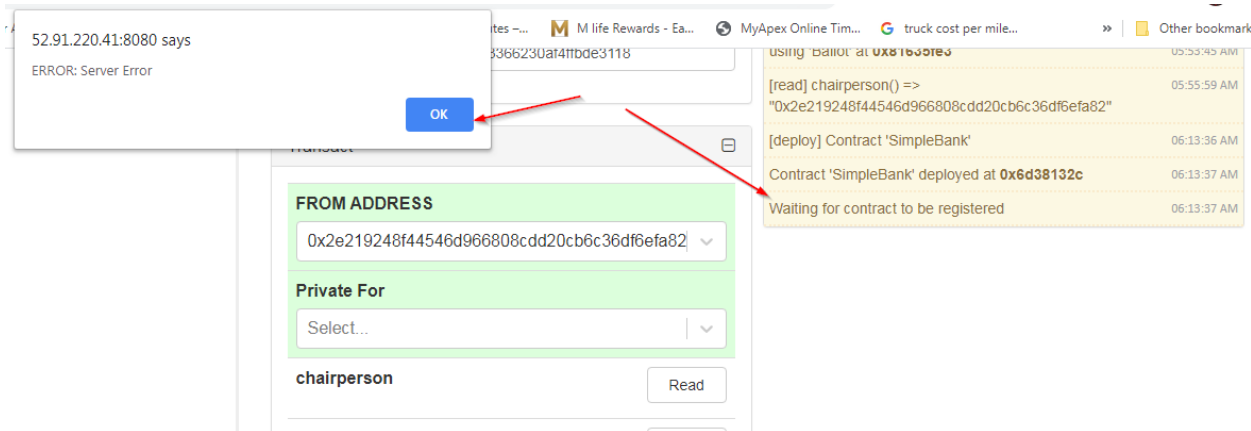 52.91.220.41:8080 says
ERROR: Server Error
OK
ites –...
M life Rewards - Ea...
MyApex Online Tim...
truck cost per mile...
»
Other bookmark
FROM ADDRESS
0x2e219248f44546d966808cdd20cb6c36df6efa82
Private For
Select...
chairperson
Read
using 'Ballot' at 0x81635fe3
05:53:45 AM
[read] chairperson() =>
05:55:59 AM
"0x2e219248f44546d966808cdd20cb6c36df6efa82"
[deploy] Contract 'SimpleBank'
06:13:36 AM
Contract 'SimpleBank' deployed at 0x6d38132c
06:13:37 AM
Waiting for contract to be registered
06:13:37 AM